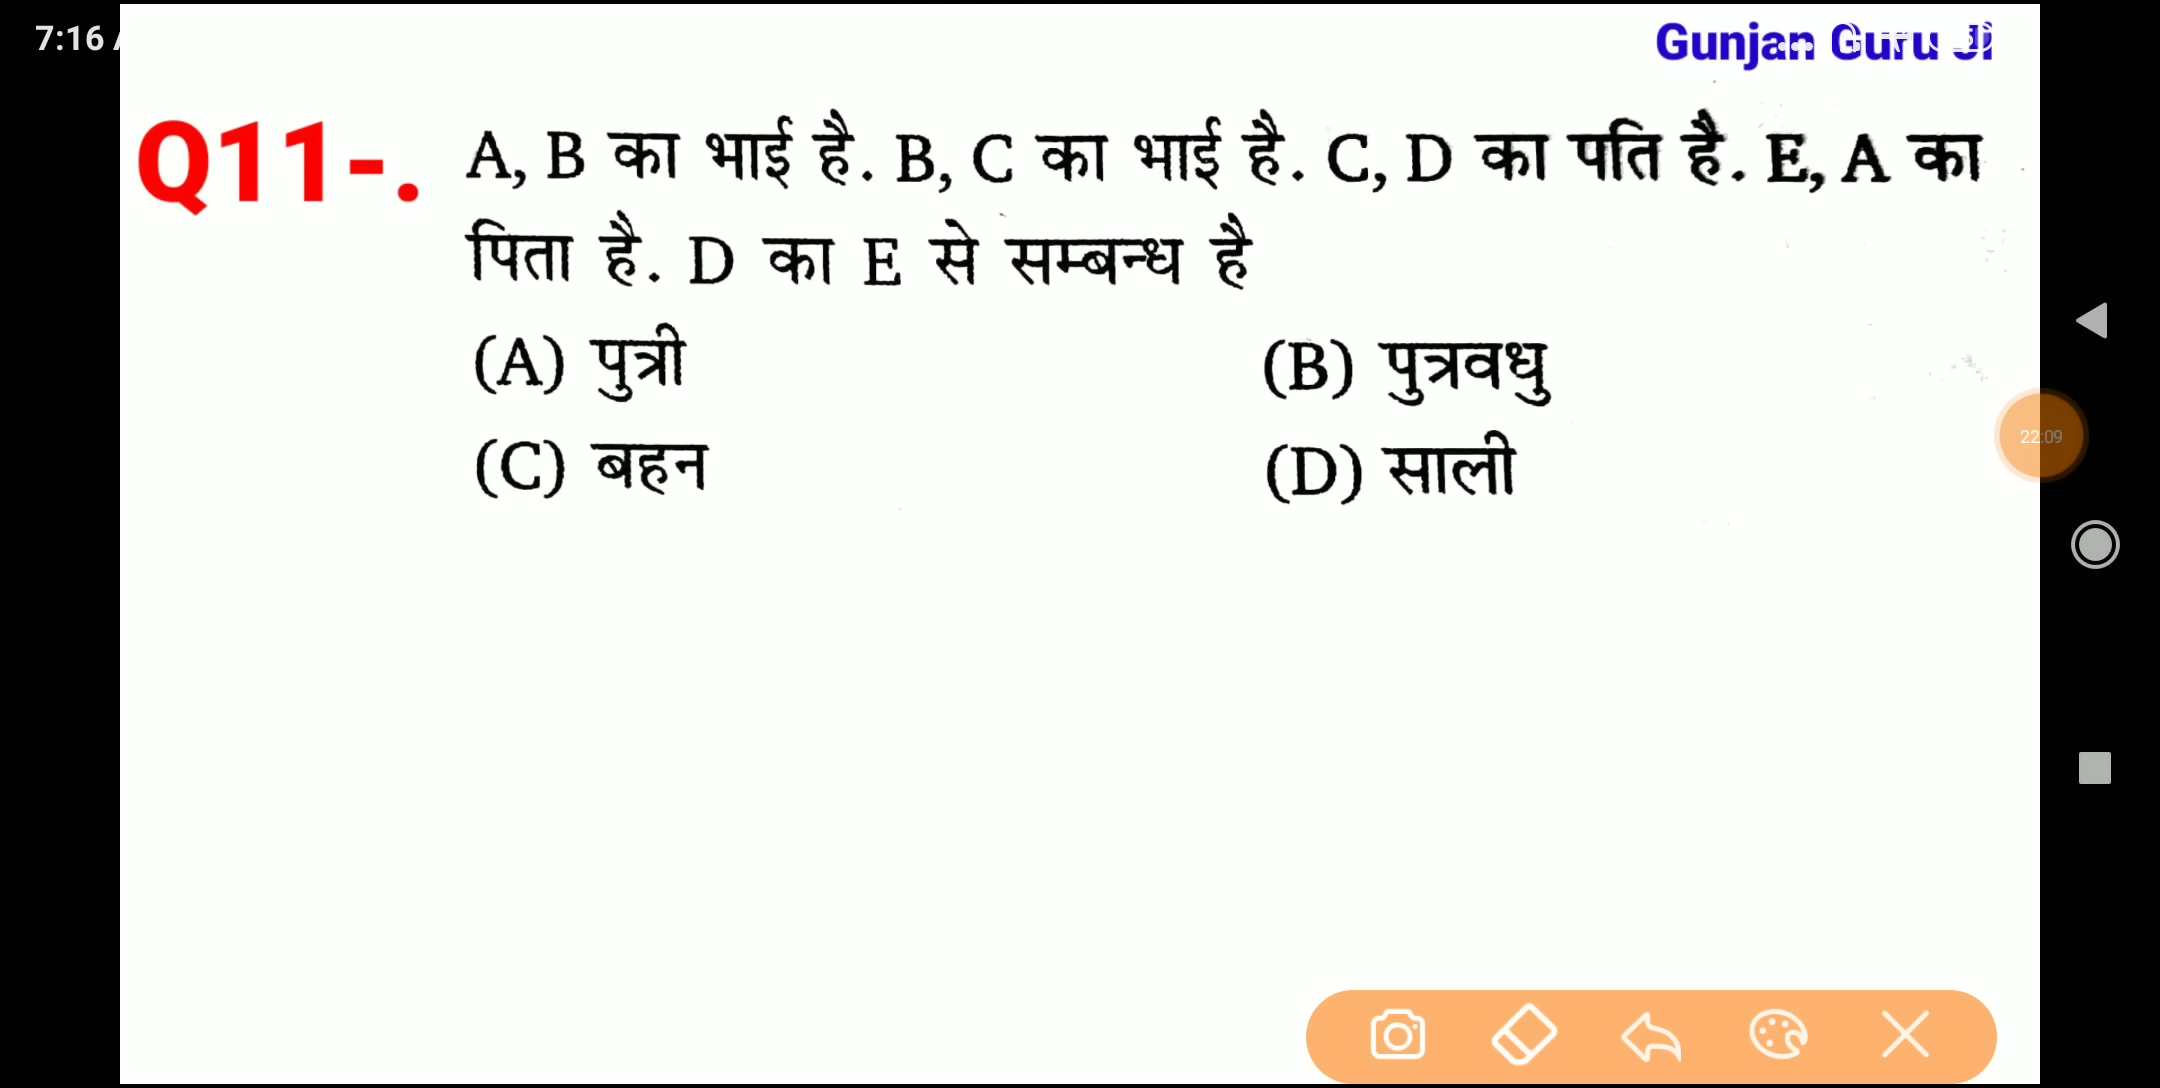 7:16
Gunjan Guru Ji
Q11-. A, B का भाई है. B, C का भाई है. C, D का पति है. E, A का
पिता है. D का E से सम्बन्ध है
(A) पुत्री (B) पुत्रवधु
(C) बहन (D) साली
22:09